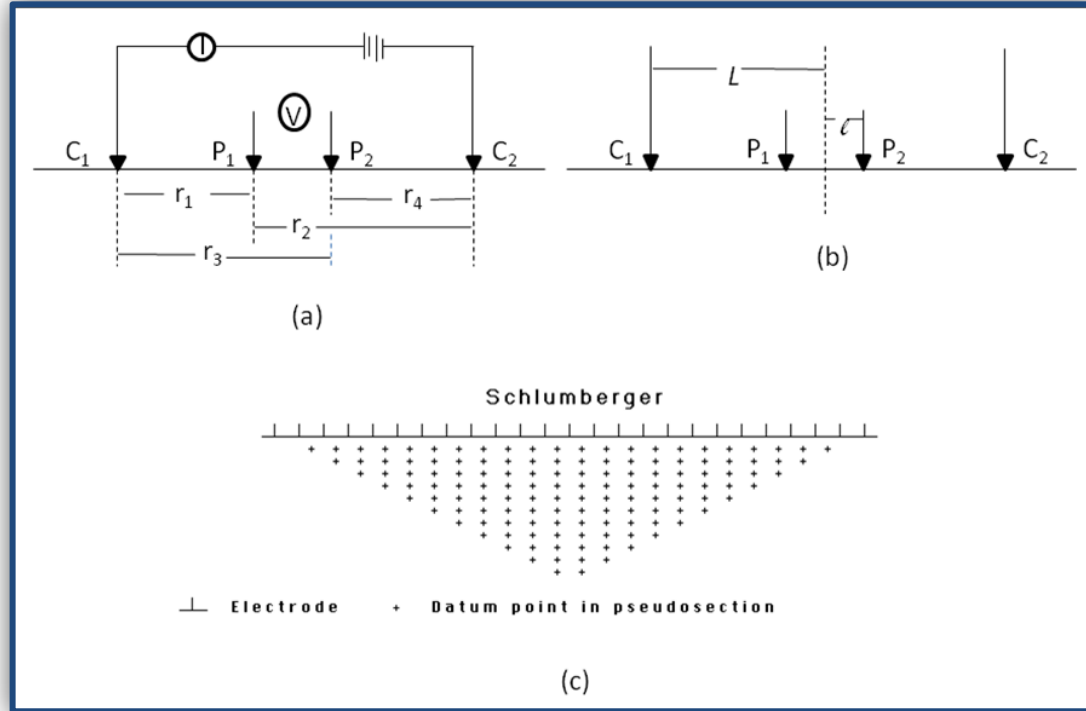 I
V
C1 P1 P2 C2
r1 r4
r2
r3
(a)
L
ℓ
C1 P1 P2 C2
(b)
Schlumberger
Electrode + Datum point in pseudosection
(c)